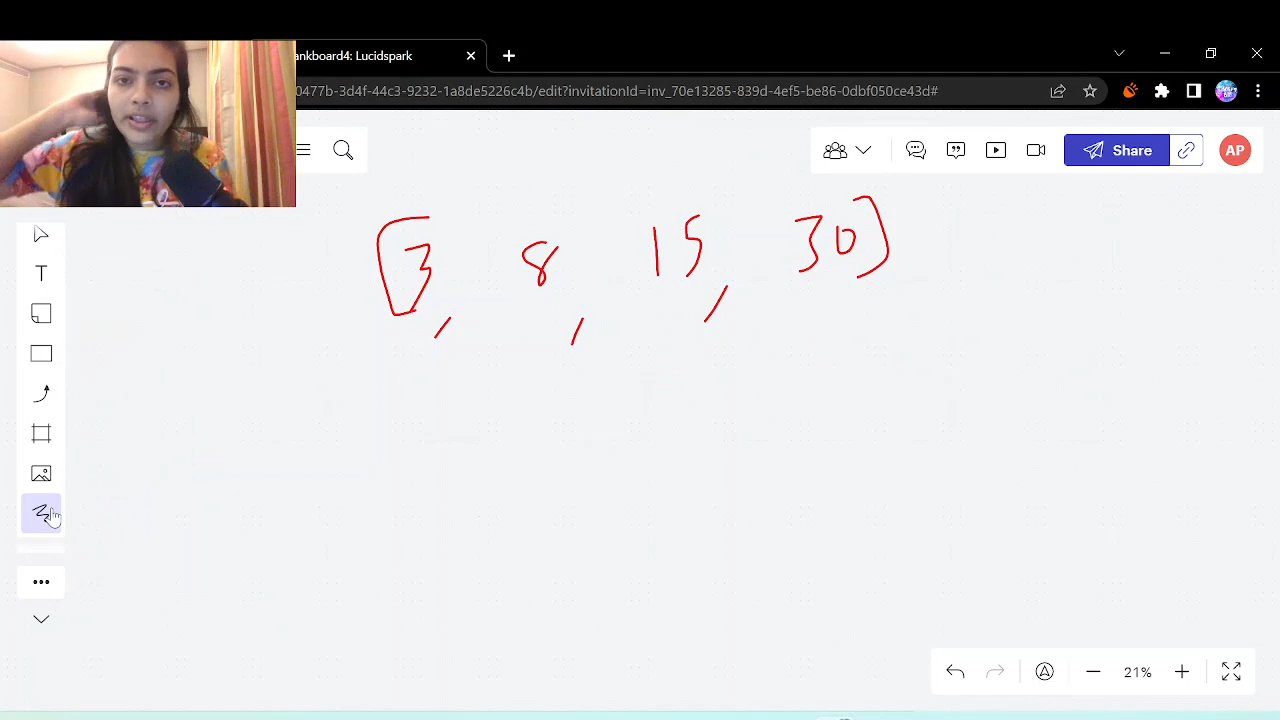 ankboard4: Lucidspark
0477b-3d4f-44c3-9232-1a8de5226c4b/edit?invitationId=inv_70e13285-839d-4ef5-be86-0dbf050ce43d#
Share
AP
T
[3, 8, 15, 30]
21%